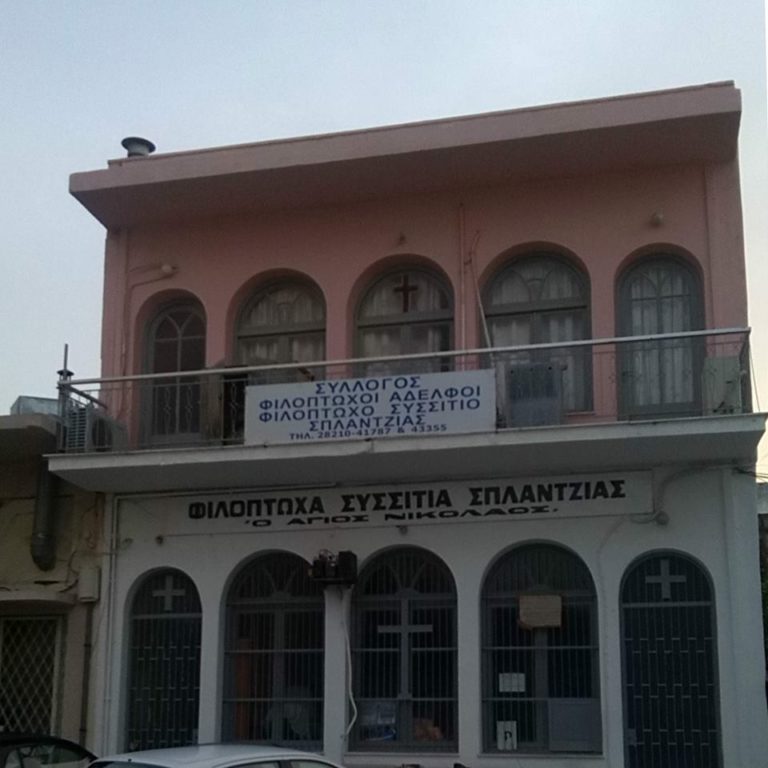 ΣΥΛΛΟΓΟΣ
ΦΙΛΟΠΤΩΧΟΙ ΑΔΕΛΦΟΙ
ΦΙΛΟΠΤΩΧΟ ΣΥΣΣΙΤΙΟ
ΣΠΛΑΝΤΖΙΑΣ
ΤΗΛ. 28210-41787 & 43355
ΦΙΛΟΠΤΩΧΑ ΣΥΣΣΙΤΙΑ ΣΠΛΑΝΤΖΙΑΣ
'Ο ΑΓΙΟΣ ΝΙΚΟΛΑΟΣ,